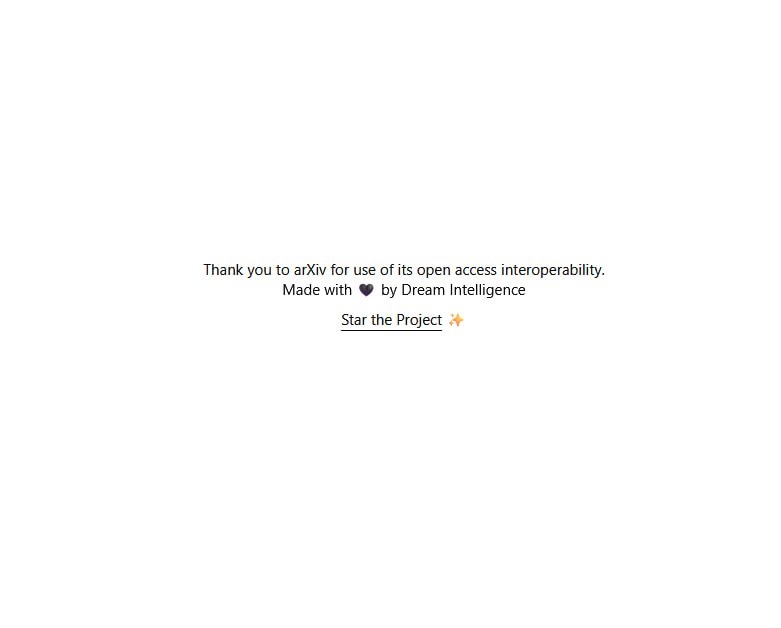 Thank you to arXiv for use of its open access interoperability.
Made with 🖤 by Dream Intelligence
Star the Project ✨